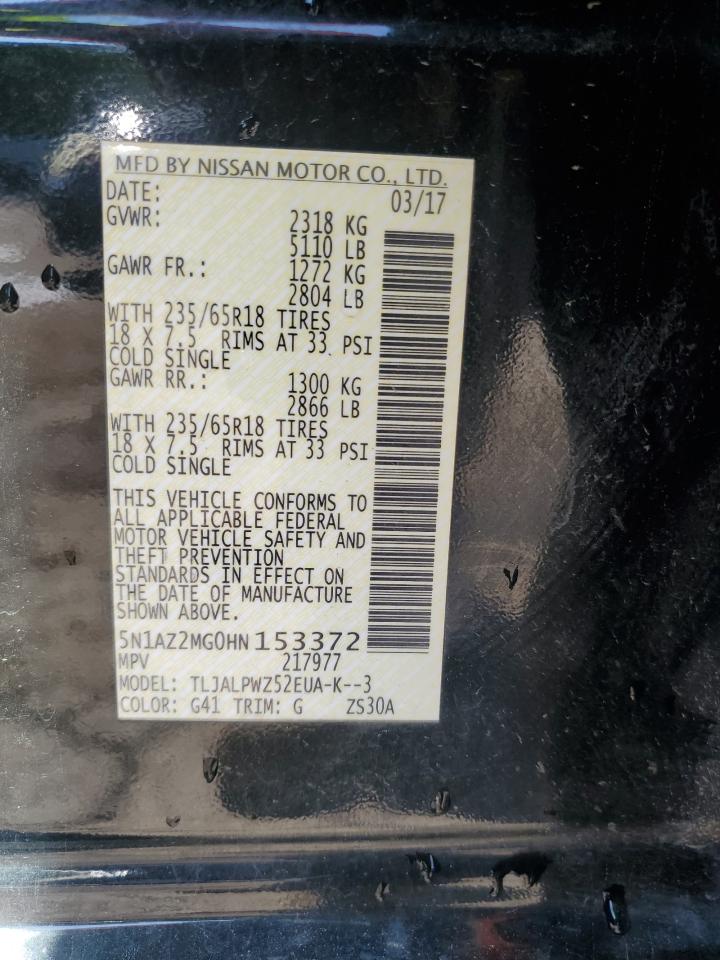 MFD BY NISSAN MOTOR CO., LTD.
DATE: 03/17
GVWR: 2318 KG
5110 LB
GAWR FR.: 1272 KG
2804 LB
WITH 235/65R18 TIRES
18 X 7.5 RIMS AT 33 PSI
COLD SINGLE
GAWR RR.: 1300 KG
2866 LB
WITH 235/65R18 TIRES
18 X 7.5 RIMS AT 33 PSI
COLD SINGLE
THIS VEHICLE CONFORMS TO
ALL APPLICABLE FEDERAL
MOTOR VEHICLE SAFETY AND
THEFT PREVENTION
STANDARDS IN EFFECT ON
THE DATE OF MANUFACTURE
SHOWN ABOVE.
5N1AZ2MG0HN153372
MPV 217977
MODEL: TLJALPWZ52EUA-K--3
COLOR: G41 TRIM: G ZS30A